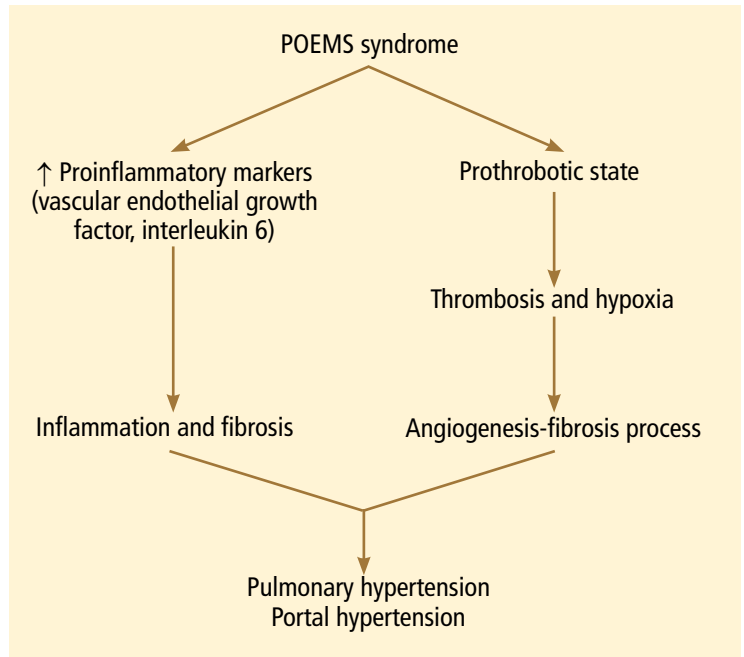 POEMS syndrome
↑ Proinflammatory markers
(vascular endothelial growth
factor, interleukin 6)
Prothrobotic state
Thrombosis and hypoxia
Inflammation and fibrosis
Angiogenesis-fibrosis process
Pulmonary hypertension
Portal hypertension